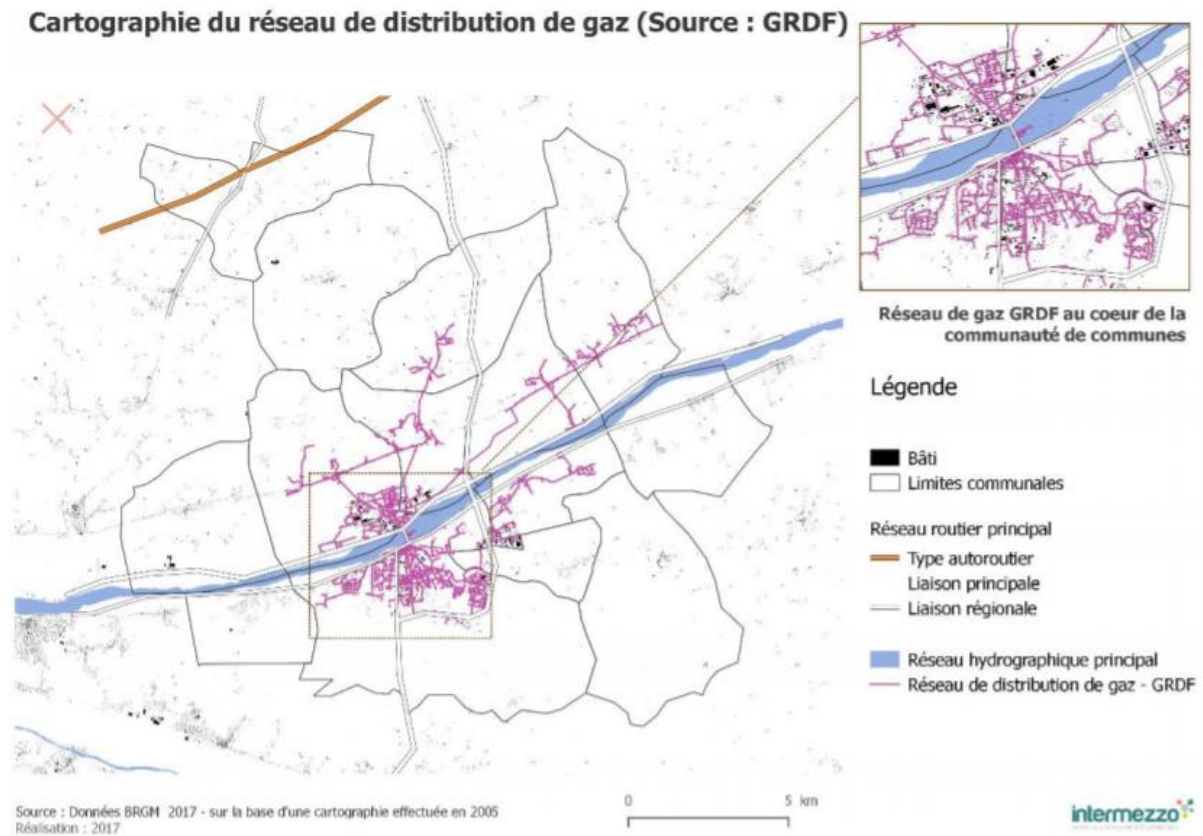 Cartographie du réseau de distribution de gaz (Source : GRDF)
Réseau de gaz GRDF au coeur de la
communauté de communes
Légende
Bâti
Limites communales
Réseau routier principal
Type autoroutier
Liaison principale
Liaison régionale
Réseau hydrographique principal
Réseau de distribution de gaz - GRDF
0 5 km
Source : Données BRGM 2017 - sur la base d'une cartographie effectuée en 2005
Réalisation : 2017
intermezzo